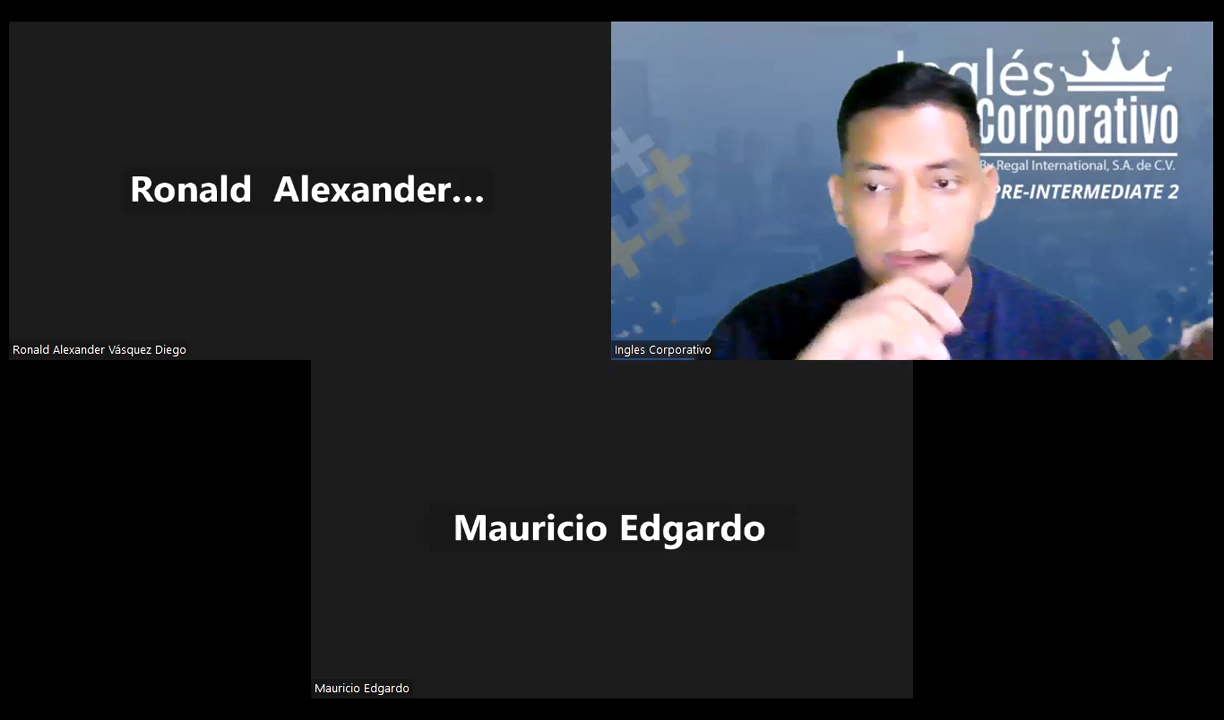 Ronald Alexander...
Ronald Alexander Vásquez Diego
Inglés
Corporativo
By Regal International, S.A. de C.V.
PRE-INTERMEDIATE 2
Ingles Corporativo
Mauricio Edgardo
Mauricio Edgardo